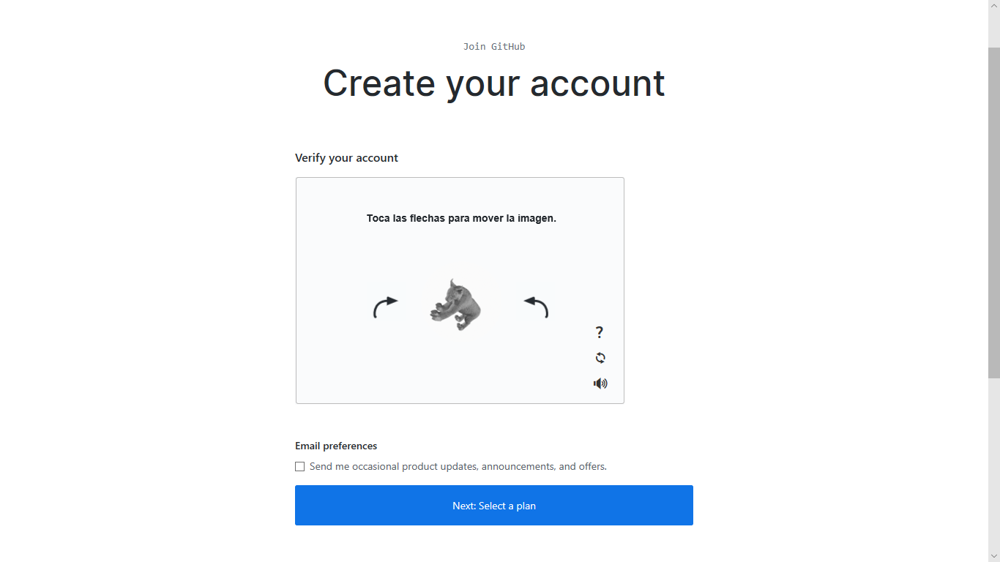 Join GitHub
Create your account
Verify your account
Toca las flechas para mover la imagen.
?
Email preferences
Send me occasional product updates, announcements, and offers.
Next: Select a plan